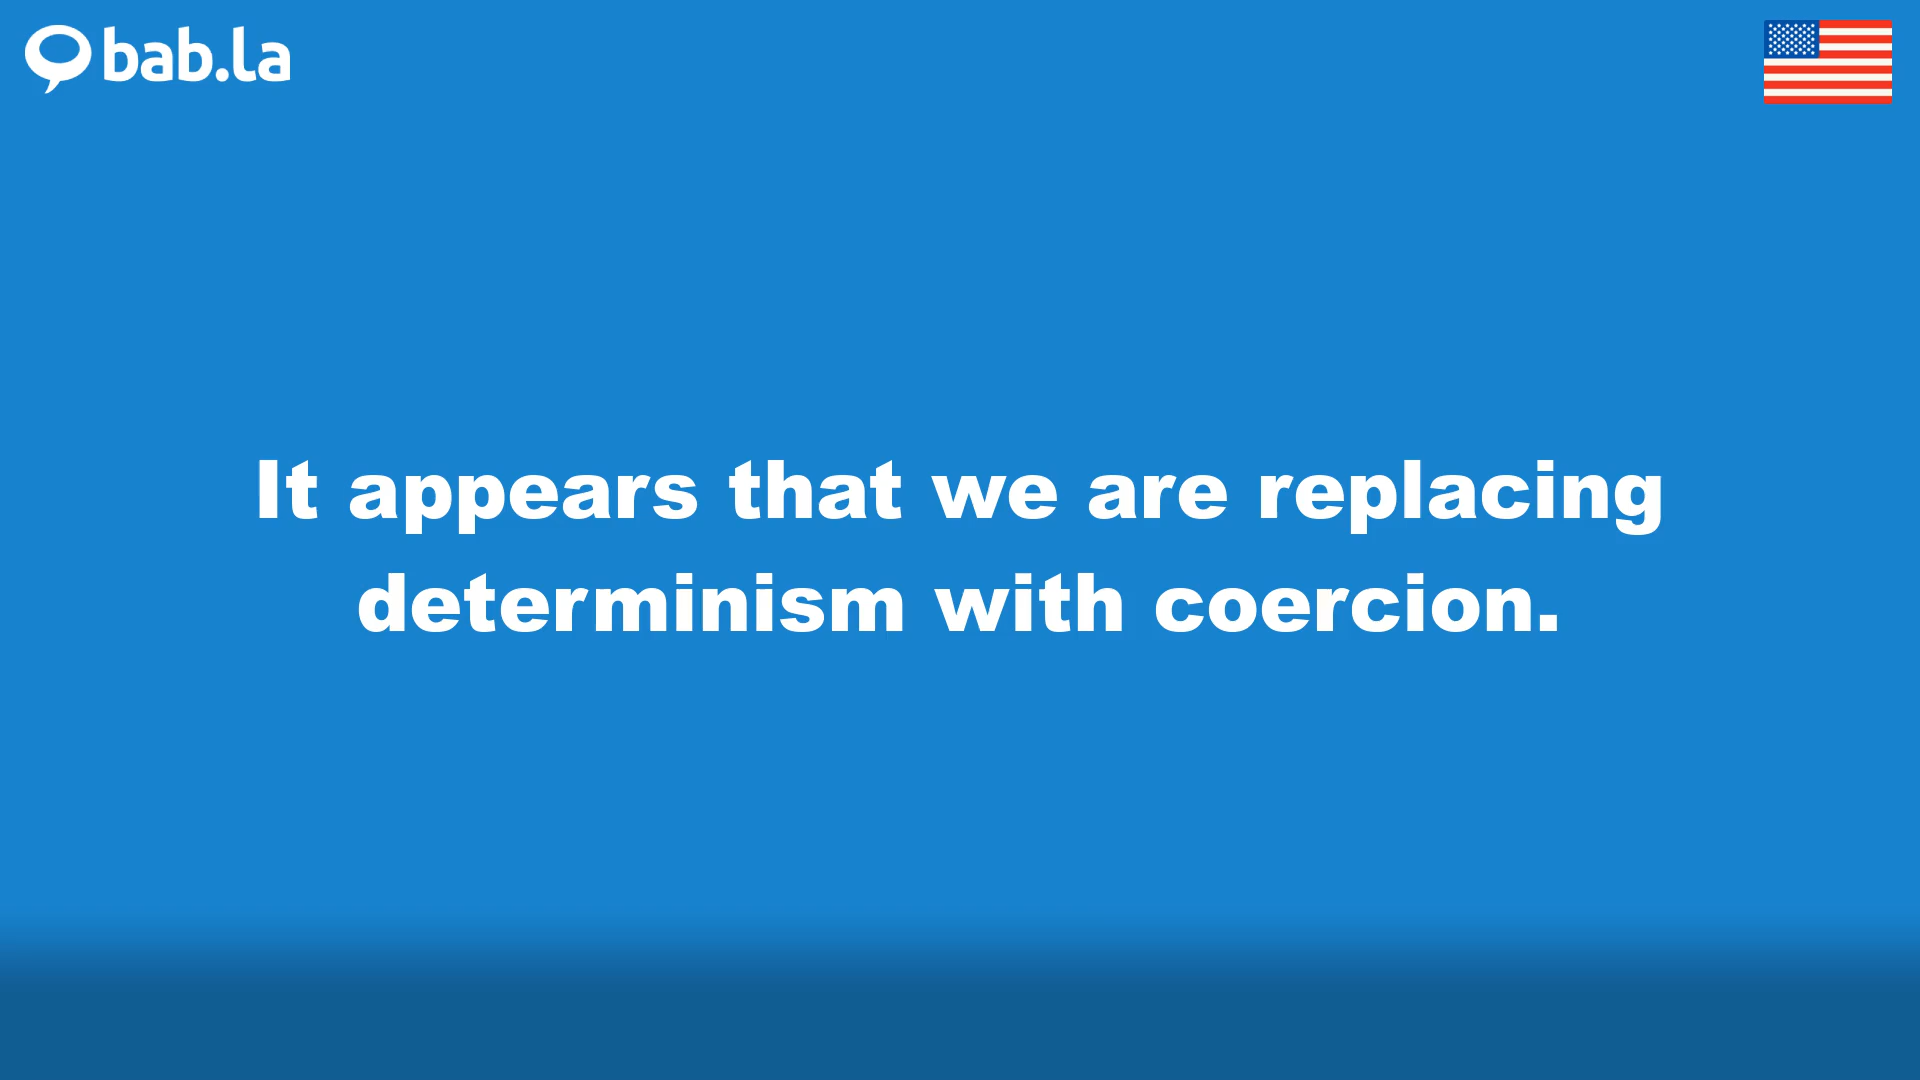 bab.la
It appears that we are replacing
determinism with coercion.